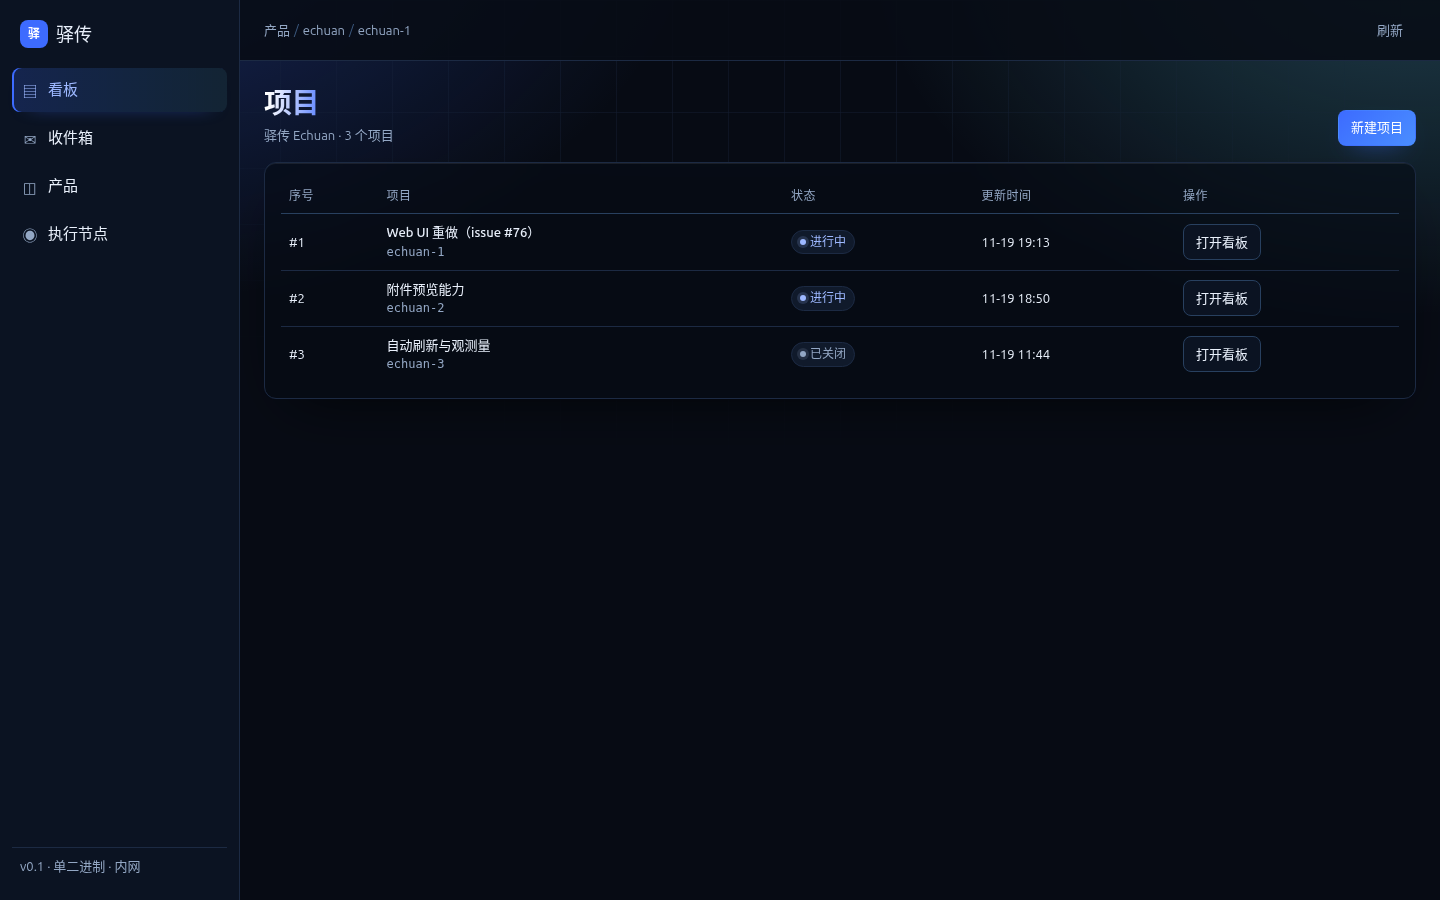 驿 驿传
产品 / echuan / echuan-1
刷新
看板
收件箱
产品
执行节点
项目
驿传 Echuan · 3 个项目
新建项目
序号 项目 状态 更新时间 操作
#1 Web UI 重做（issue #76） 进行中 11-19 19:13 打开看板
echuan-1
#2 附件预览能力 进行中 11-19 18:50 打开看板
echuan-2
#3 自动刷新与观测量 已关闭 11-19 11:44 打开看板
echuan-3
v0.1 · 单二进制 · 内网